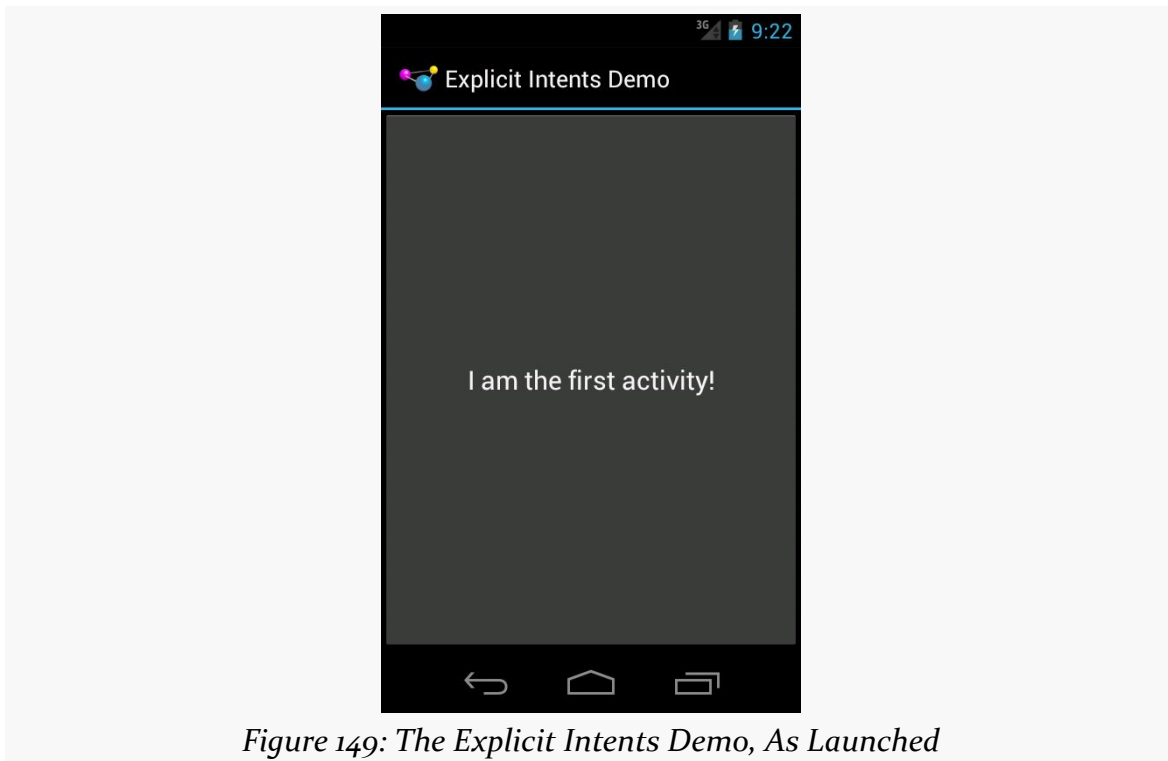 3G 9:22
Explicit Intents Demo
I am the first activity!
Figure 149: The Explicit Intents Demo, As Launched